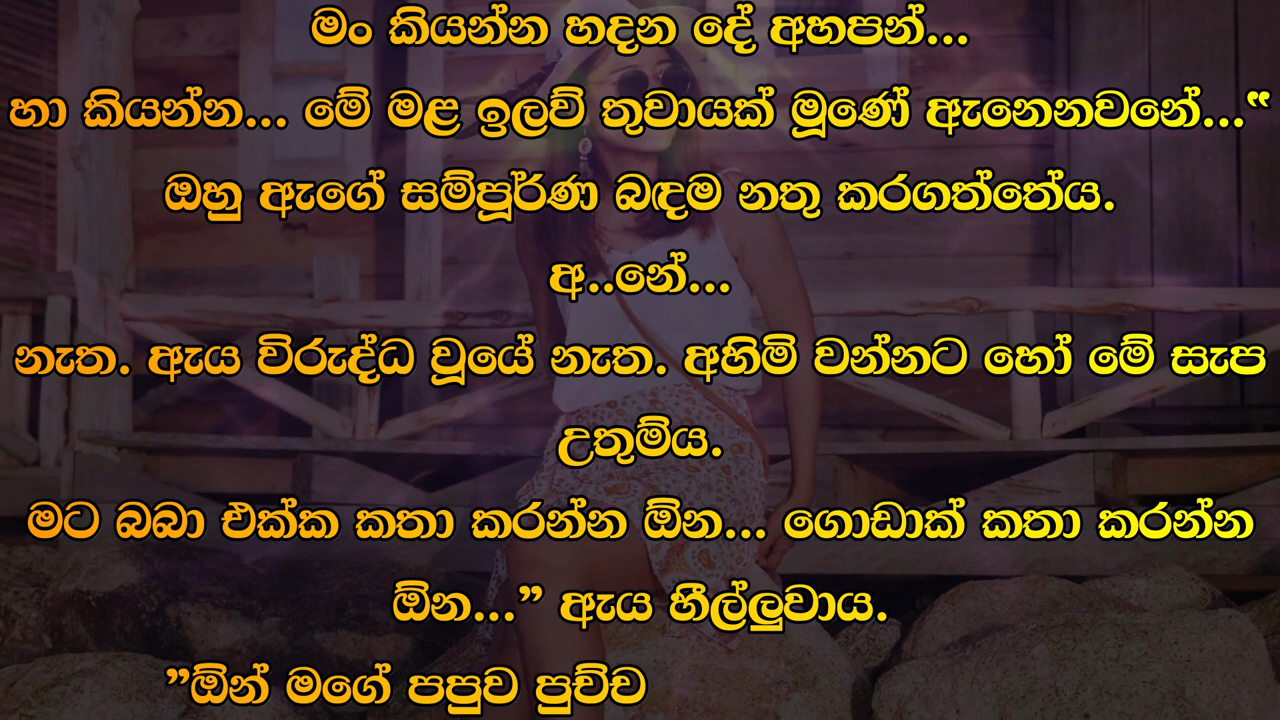 මං කියන්න හදන දේ අහපන්...
හා කියන්න... මේ මළ ඉලව් තුවායක් මූණේ ඇනෙනවනේ...“
ඔහු ඇගේ සම්පූර්ණ බඳම නතු කරගත්තේය.
අ..නේ...
නැත. ඇය විරුද්ධ වූයේ නැත. අහිමි වන්නට හෝ මේ සැප
උතුම්ය.
මට බබා එක්ක කතා කරන්න ඕන... ගොඩාක් කතා කරන්න
ඕන...” ඇය හීල්ලුවාය.
”ඕන් මගේ පපුව පුච්ච